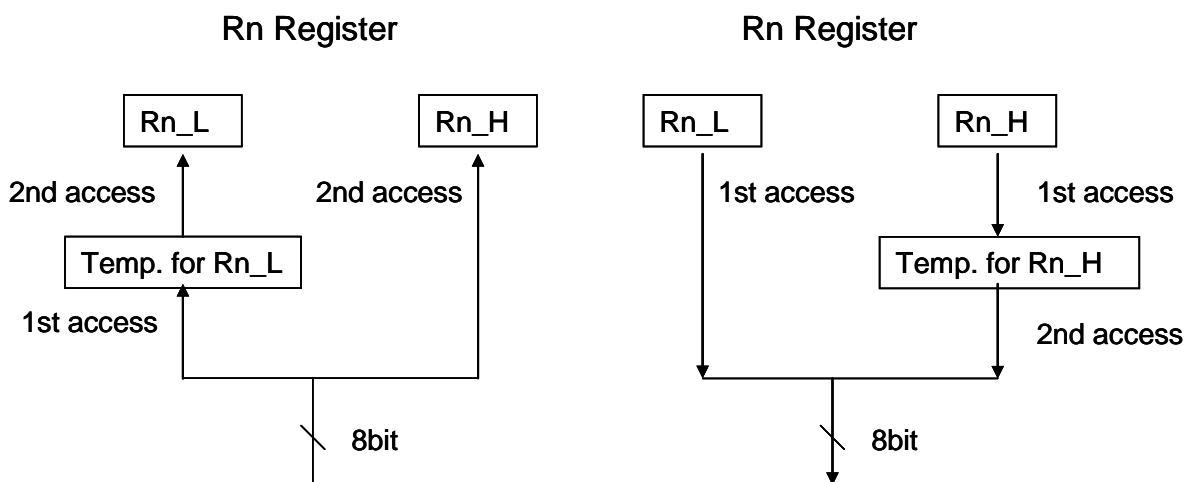 Rn Register
Rn_L
Rn_H
2nd access
2nd access
Temp. for Rn_L
1st access
8bit
Rn Register
Rn_L
Rn_H
1st access
1st access
Temp. for Rn_H
2nd access
8bit